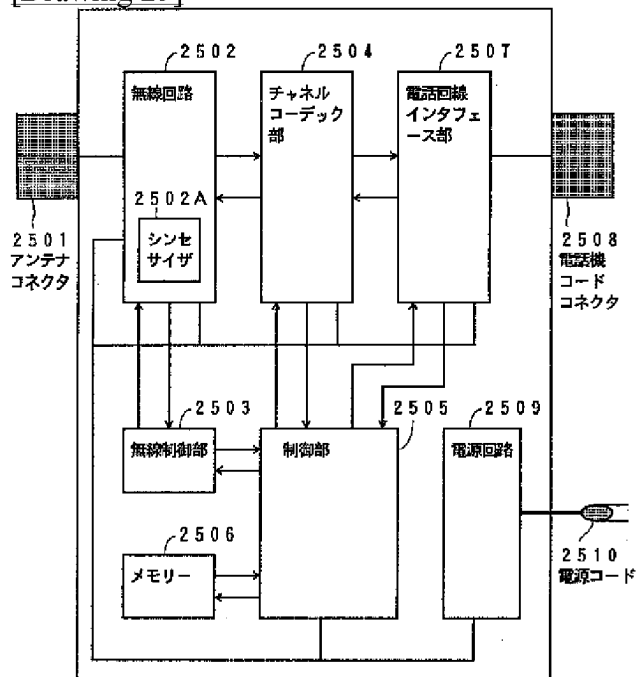 2502
2504
2507
無線回路
チャネル
コーデック
部
電話回線
インタフェ
ース部
2502A
シンセ
サイザ
2501
アンテナ
コネクタ
2508
電話機
コード
コネクタ
2503
無線制御部
2505
制御部
2509
電源回路
2506
メモリー
2510
電源コード